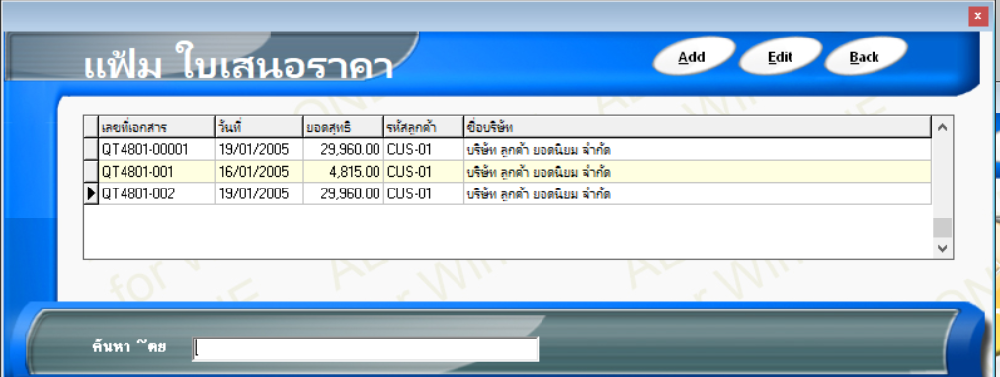 x
แฟ้ม ใบเสนอราคา
Add Edit Back
เลขที่เอกสาร วันที่ ยอดสุทธิ รหัสลูกค้า ชื่อบริษัท
QT4801-00001 19/01/2005 29,960.00 CUS-01 บริษัท ลูกค้า ยอดนิยม จำกัด
QT4801-001 16/01/2005 4,815.00 CUS-01 บริษัท ลูกค้า ยอดนิยม จำกัด
QT4801-002 19/01/2005 29,960.00 CUS-01 บริษัท ลูกค้า ยอดนิยม จำกัด
ค้นหา ~ดย